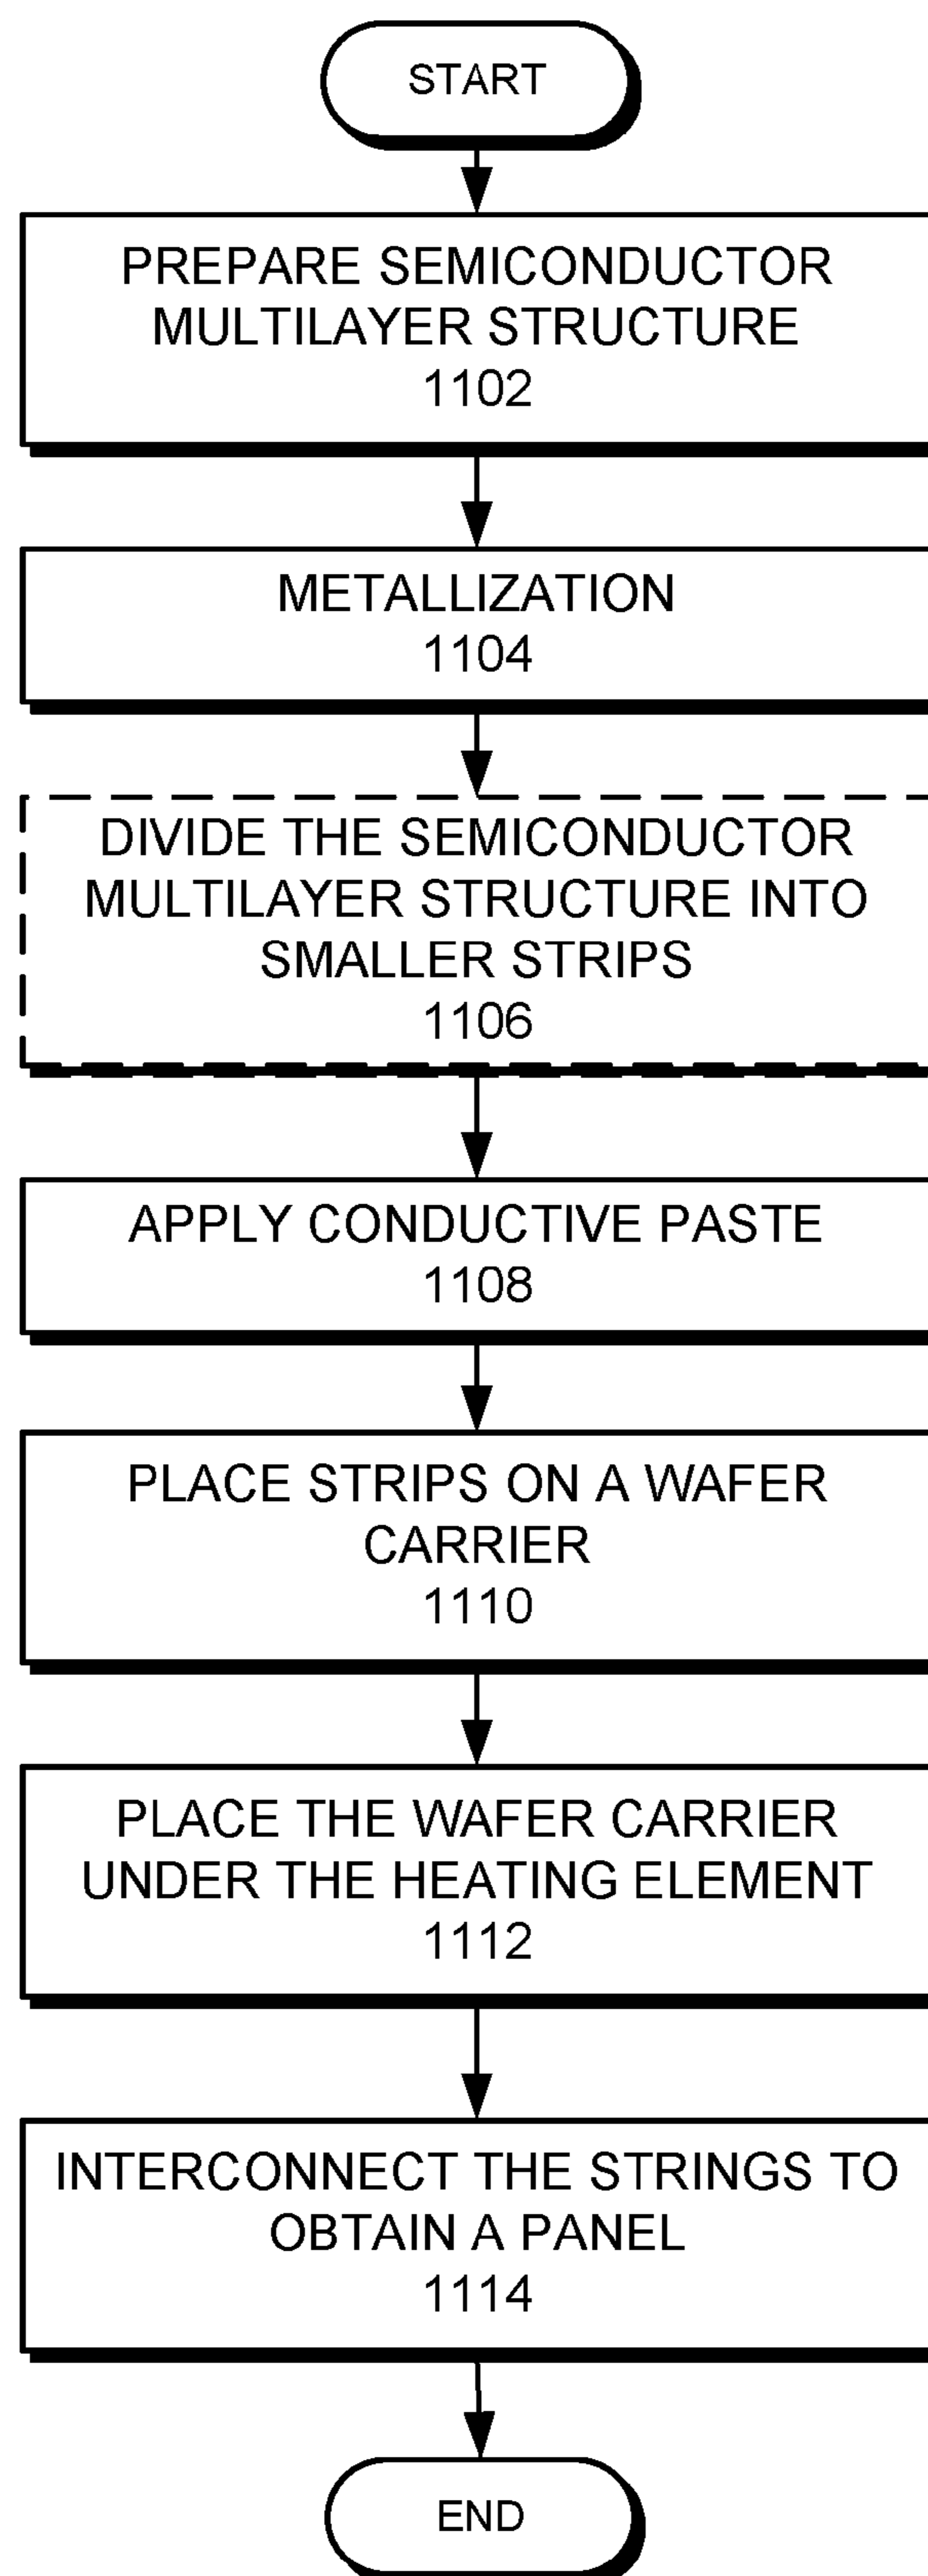 START
PREPARE SEMICONDUCTOR
MULTILAYER STRUCTURE
1102
METALLIZATION
1104
DIVIDE THE SEMICONDUCTOR
MULTILAYER STRUCTURE INTO
SMALLER STRIPS
1106
APPLY CONDUCTIVE PASTE
1108
PLACE STRIPS ON A WAFER
CARRIER
1110
PLACE THE WAFER CARRIER
UNDER THE HEATING ELEMENT
1112
INTERCONNECT THE STRINGS TO
OBTAIN A PANEL
1114
END